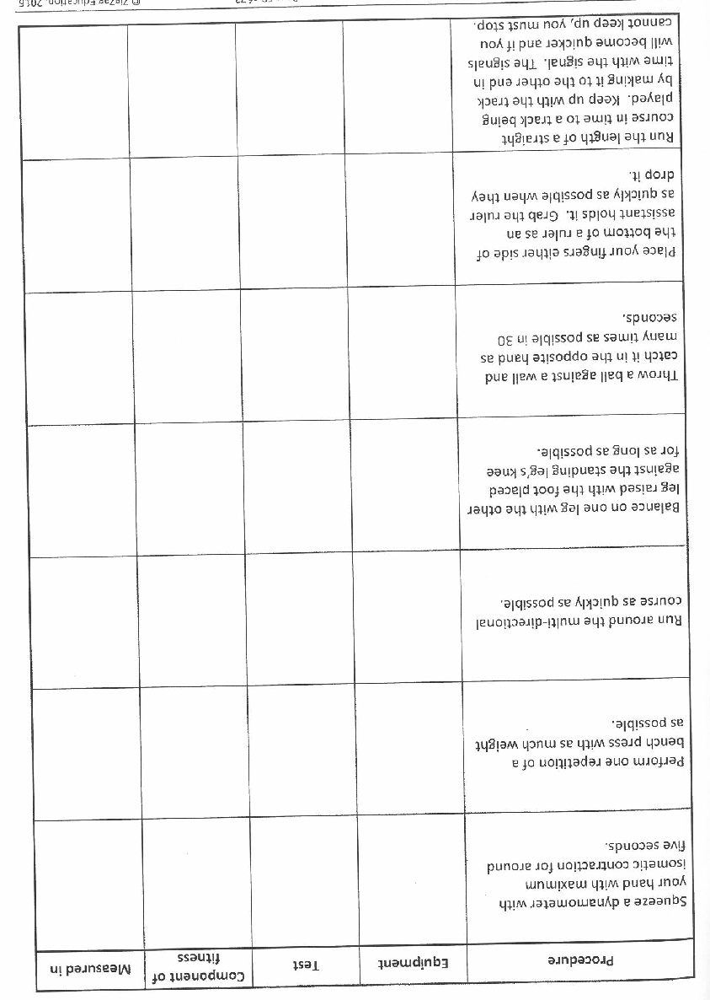 Procedure
Equipment
Test
Component of
fitness
Measured in
Squeeze a dynamometer with
your hand with maximum
isometic contraction for around
five seconds.
Perform one repetition of a
bench press with as much weight
as possible.
Run around the multi-directional
course as quickly as possible.
Balance on one leg with the other
leg raised with the foot placed
against the standing leg's knee
for as long as possible.
Throw a ball against a wall and
catch it in the opposite hand as
many times as possible in 30
seconds.
Place your fingers either side of
the bottom of a ruler as an
assistant holds it. Grab the ruler
as quickly as possible when they
drop it.
Run the length of a straight
course in time to a track being
played. Keep up with the track
by making it to the other end in
time with the signal. The signals
will become quicker and if you
cannot keep up, you must stop.
© ZigZag Education, 2016